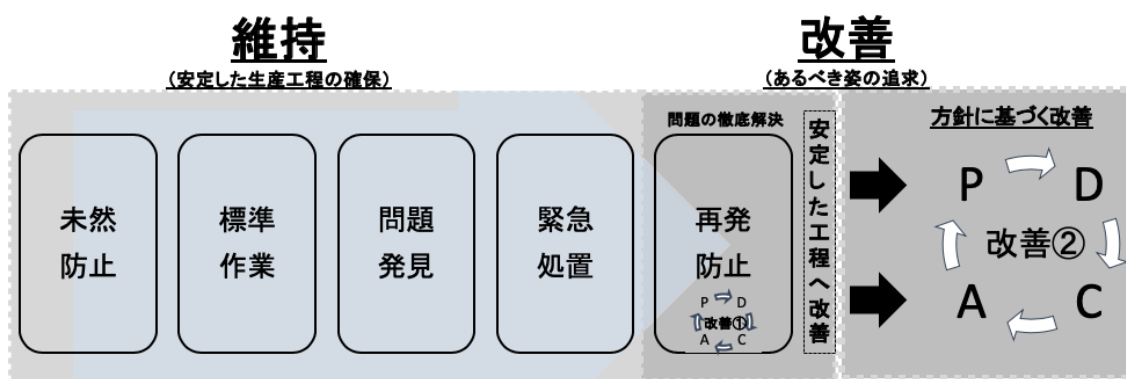 維持
(安定した生産工程の確保)
改善
(あるべき姿の追求)
未然
防止
標準
作業
問題
発見
緊急
処置
問題の徹底解決
再発
防止
P D
改善①
A C
安定した工程へ改善
方針に基づく改善
P D
改善②
A C